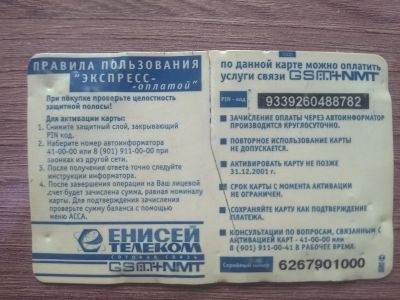 ПРАВИЛА ПОЛЬЗОВАНИЯ
"ЭКСПРЕСС-
-оплатой"
При покупке проверьте целостность
защитной полосы!
Для активации карты:
1. Снимите защитный слой, закрывающий
PIN код.
2. Наберите номер автоинформатора
41-00-00 или 8 (901) 911-00-00 при
звонках из другой сети.
3. После получения ответа точно следуйте
инструкции информатора.
4. После завершения операции на Ваш лицевой
счет будет зачислена сумма, равная номиналу
карты. Для подтверждения зачисления
проверьте сумму баланса с помощью
меню АССА.
ЕНИСЕЙ
ТЕЛЕКОМ
СОТОВАЯ СВЯЗЬ
GSM+NMT
по данной карте можно оплатить
услуги связи GSM+NMT
PIN - код
9339260488782
ЗАЧИСЛЕНИЕ ОПЛАТЫ ЧЕРЕЗ АВТОИНФОРМАТОР
ПРОИЗВОДИТСЯ КРУГЛОСУТОЧНО.
ПОВТОРНОЕ ИСПОЛЬЗОВАНИЕ КАРТЫ
НЕ ДОПУСКАЕТСЯ.
АКТИВИРОВАТЬ КАРТУ НЕ ПОЗЖЕ
31.12.2001 г.
СРОК КАРТЫ С МОМЕНТА АКТИВАЦИИ
НЕ ОГРАНИЧЕН.
СОХРАНЯЙТЕ КАРТУ КАК ПОДТВЕРЖДЕНИЕ
ПЛАТЕЖА.
КОНСУЛЬТАЦИИ ПО ВОПРОСАМ, СВЯЗАННЫМ С
АКТИВАЦИЕЙ КАРТ - 41-00-00 ИЛИ
8 (901) 911-00-41 В РАБОЧЕЕ ВРЕМЯ.
Серийный номер
6267901000